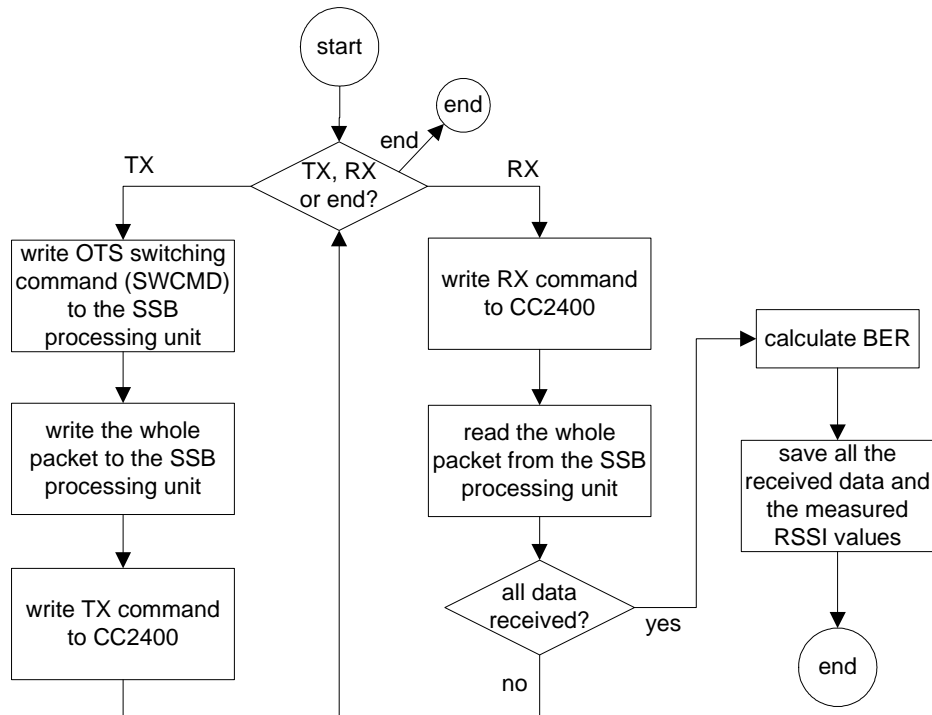 start
end
end
TX
TX, RX
or end?
RX
write OTS switching
command (SWCMD)
to the SSB
processing unit
write RX command
to CC2400
calculate BER
write the whole
packet to the SSB
processing unit
read the whole
packet from the SSB
processing unit
save all the
received data and
the measured
RSSI values
write TX command
to CC2400
all data
received?
yes
no
end